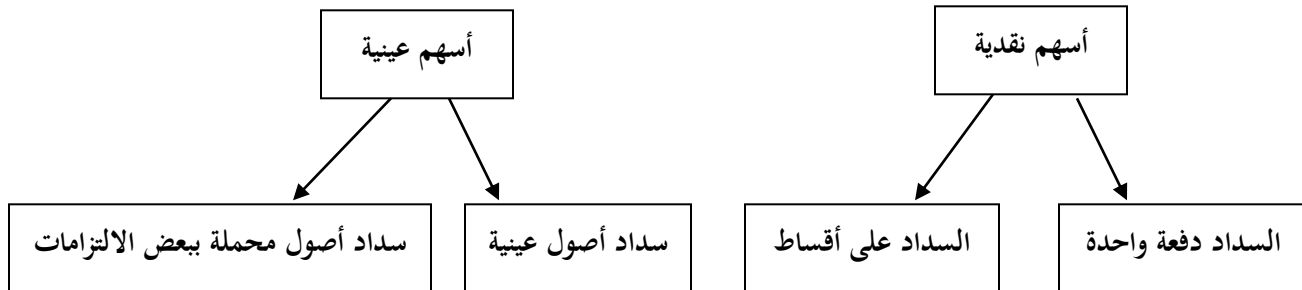 أسهم نقدية
أسهم عينية
السداد دفعة واحدة
السداد على أقساط
سداد أصول عينية
سداد أصول محملة ببعض الالتزامات